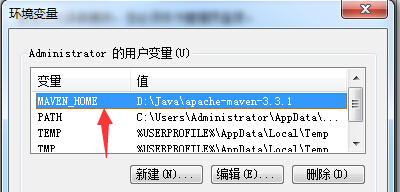 环境变量
Administrator 的用户变量(U)
变量 值
MAVEN_HOME D:\Java\apache-maven-3.3.1
PATH C:\Users\Administrator\AppData\...
TEMP %USERPROFILE%\AppData\Local\Temp
TMP %USERPROFILE%\AppData\Local\Temp
新建(N)... 编辑(E)... 删除(D)